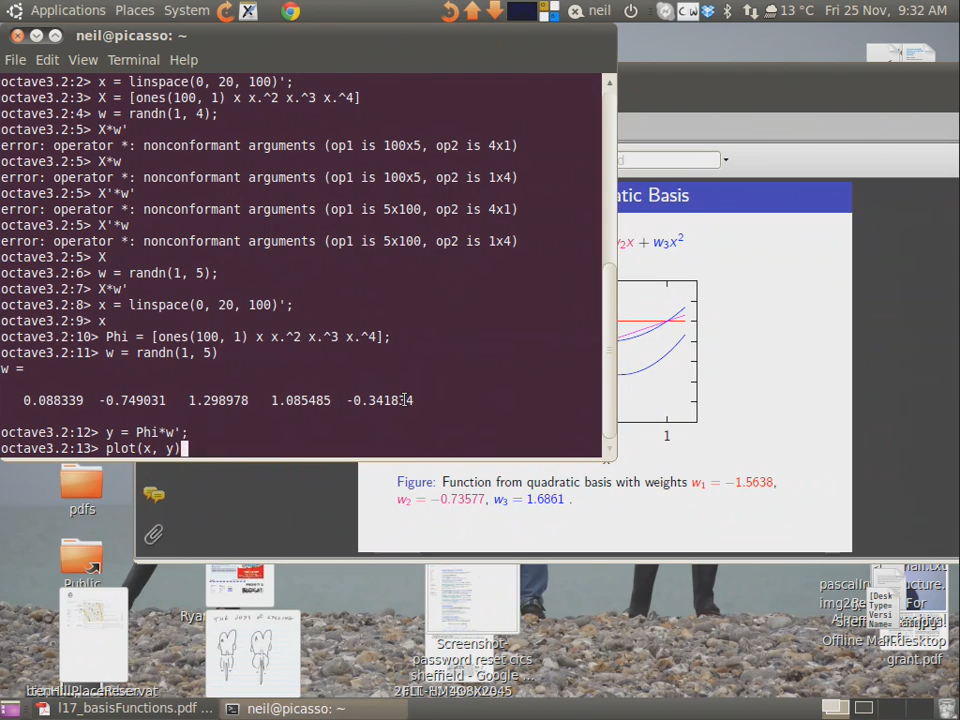 Applications Places System
neil
13 °C Fri 25 Nov, 9:32 AM
neil@picasso: ~
File Edit View Terminal Help
octave3.2:2> x = linspace(0, 20, 100)';
octave3.2:3> X = [ones(100, 1) x x.^2 x.^3 x.^4]
octave3.2:4> w = randn(1, 4);
octave3.2:5> X*w'
error: operator *: nonconformant arguments (op1 is 100x5, op2 is 4x1)
octave3.2:5> X*w
error: operator *: nonconformant arguments (op1 is 100x5, op2 is 1x4)
octave3.2:5> X'*w'
error: operator *: nonconformant arguments (op1 is 5x100, op2 is 4x1)
octave3.2:5> X'*w
error: operator *: nonconformant arguments (op1 is 5x100, op2 is 1x4)
octave3.2:5> X
octave3.2:6> w = randn(1, 5);
octave3.2:7> X*w'
octave3.2:8> x = linspace(0, 20, 100)';
octave3.2:9> x
octave3.2:10> Phi = [ones(100, 1) x x.^2 x.^3 x.^4];
octave3.2:11> w = randn(1, 5)
w =
0.088339 -0.749031 1.298978 1.085485 -0.341834
octave3.2:12> y = Phi*w';
octave3.2:13> plot(x, y)
atic Basis
x + w₃x²
1
Figure: Function from quadratic basis with weights w₁ = −1.5638,
w₂ = −0.73577, w₃ = 1.6861 .
pdfs
Public
Rya
THE JOYS OF CYCLING
Screenshot
password reset cics
sheffield - Google ...
Offline Mail.desktop
grant.pdf
l17_basisFunctions.pdf ...
neil@picasso: ~